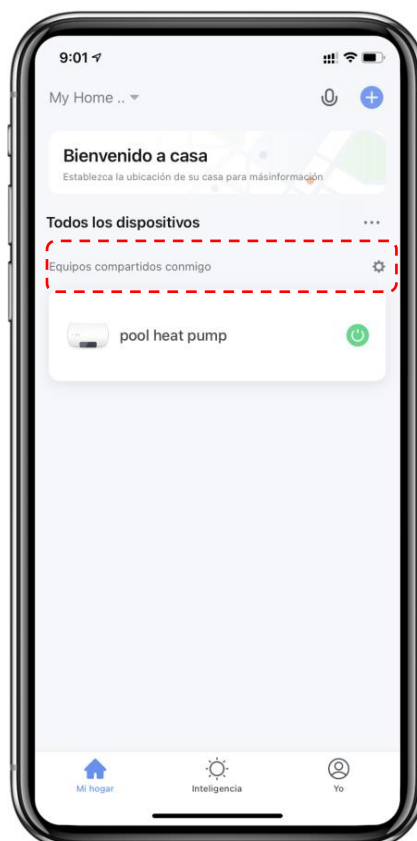 9:01
My Home ..
Bienvenido a casa
Establezca la ubicación de su casa para másinformación
Todos los dispositivos
Equipos compartidos conmigo
pool heat pump
Mi hogar
Inteligencia
Yo